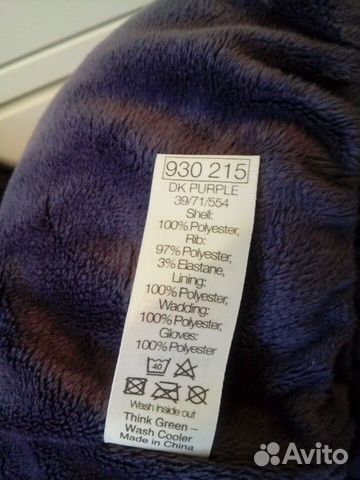 930 215
DK PURPLE
39/71/554
Shell:
100% Polyester,
Rib:
97% Polyester,
3% Elastane,
Lining:
100% Polyester,
Wadding:
100% Polyester,
Gloves:
100% Polyester
40
Wash inside out
Think Green –
Wash Cooler
Made in China
Avito